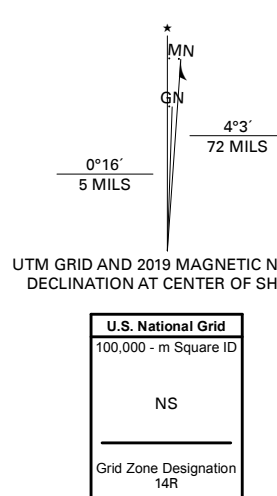 ★
MN
GN
4°3´
72 MILS
0°16´
5 MILS
UTM GRID AND 2019 MAGNETIC N
DECLINATION AT CENTER OF SH
U.S. National Grid
100,000 - m Square ID
NS
Grid Zone Designation
14R